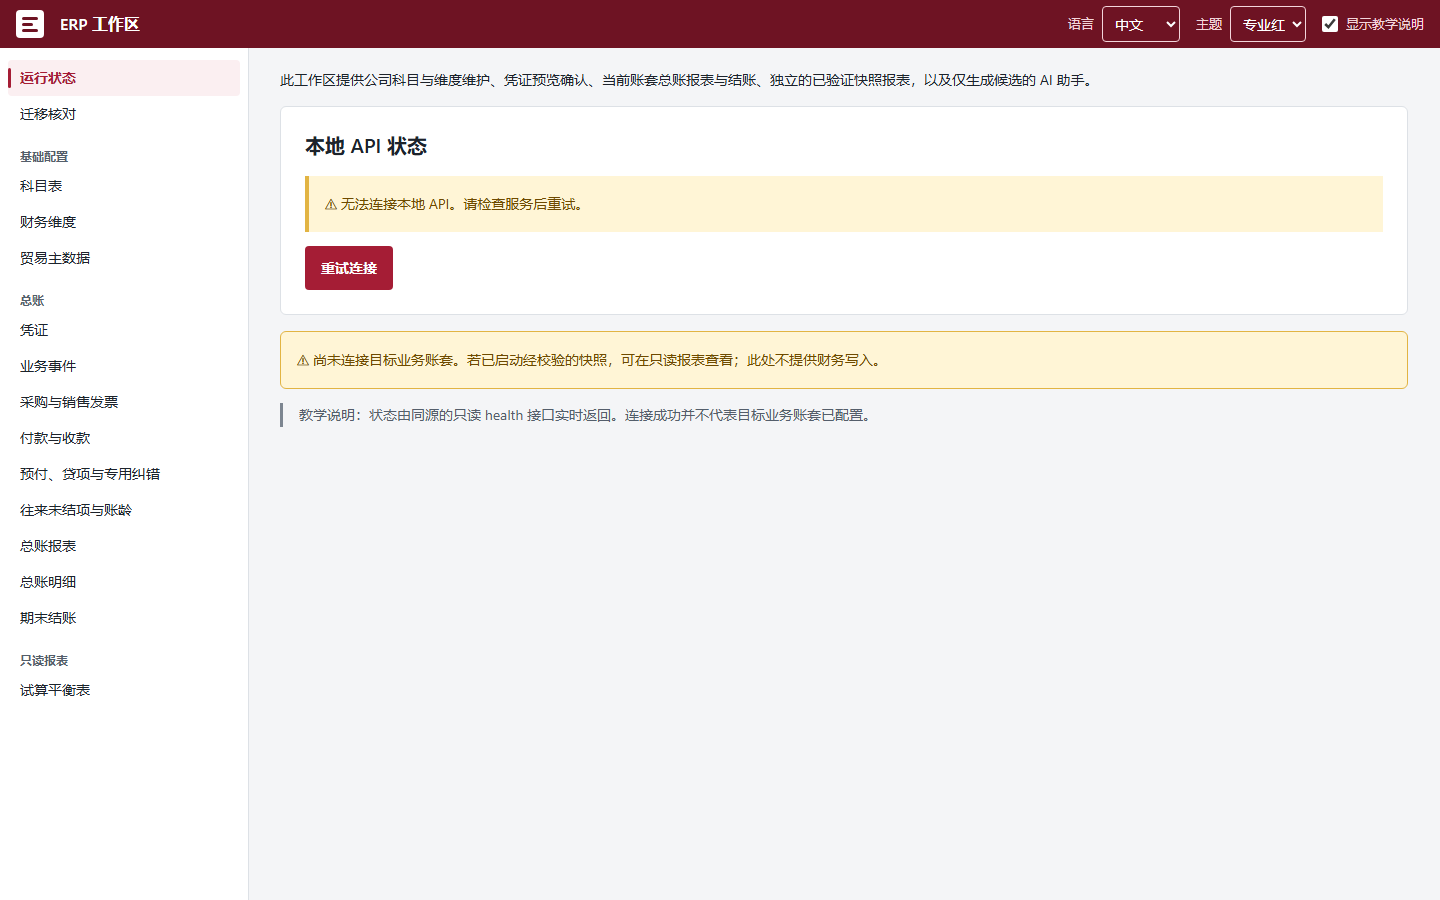 ERP 工作区
语言 中文 主题 专业红 显示教学说明
运行状态
迁移核对
基础配置
科目表
财务维度
贸易主数据
总账
凭证
业务事件
采购与销售发票
付款与收款
预付、贷项与专用纠错
往来未结项与账龄
总账报表
总账明细
期末结账
只读报表
试算平衡表
此工作区提供公司科目与维度维护、凭证预览确认、当前账套总账报表与结账、独立的已验证快照报表，以及仅生成候选的 AI 助手。
本地 API 状态
⚠ 无法连接本地 API。请检查服务后重试。
重试连接
⚠ 尚未连接目标业务账套。若已启动经校验的快照，可在只读报表查看；此处不提供财务写入。
教学说明：状态由同源的只读 health 接口实时返回。连接成功并不代表目标业务账套已配置。